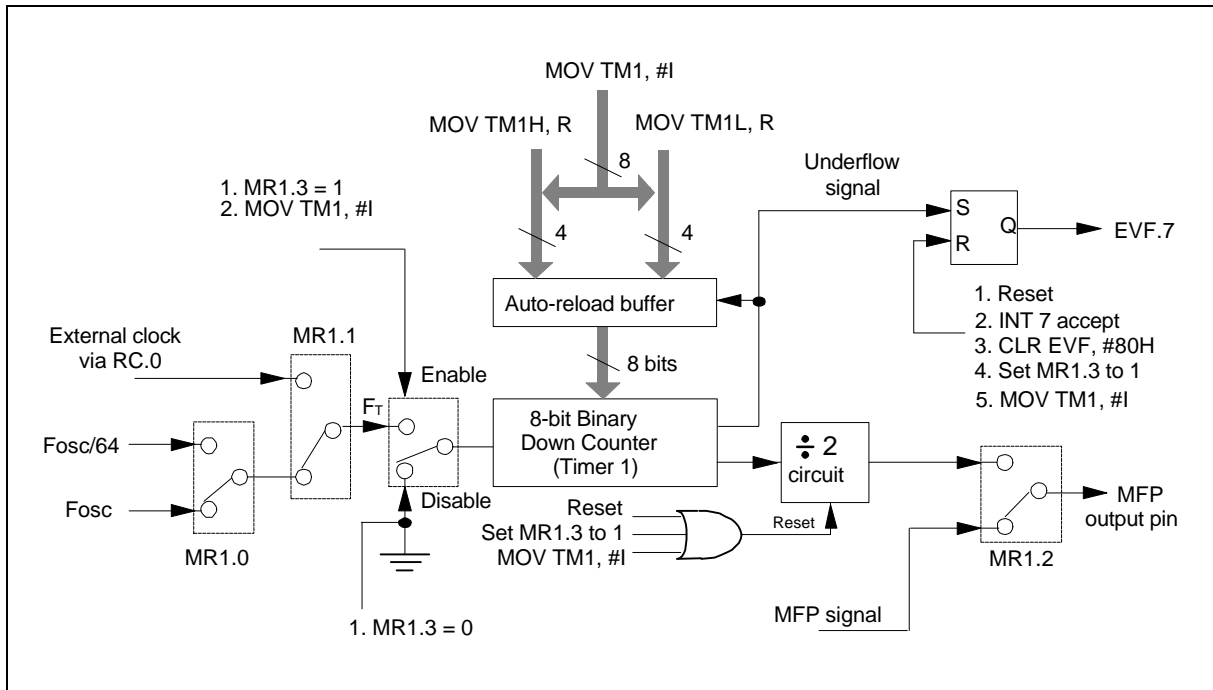 MOV TM1, #I
MOV TM1H, R
MOV TM1L, R
8
Underflow
signal
1. MR1.3 = 1
2. MOV TM1, #I
4
4
S
Q
R
EVF.7
Auto-reload buffer
1. Reset
2. INT 7 accept
3. CLR EVF, #80H
4. Set MR1.3 to 1
5. MOV TM1, #I
External clock
via RC.0
MR1.1
8 bits
Enable
FT
Fosc/64
8-bit Binary
Down Counter
(Timer 1)
÷ 2
circuit
Fosc
Disable
MR1.0
Reset
Set MR1.3 to 1
MOV TM1, #I
Reset
MFP
output pin
MR1.2
MFP signal
1. MR1.3 = 0